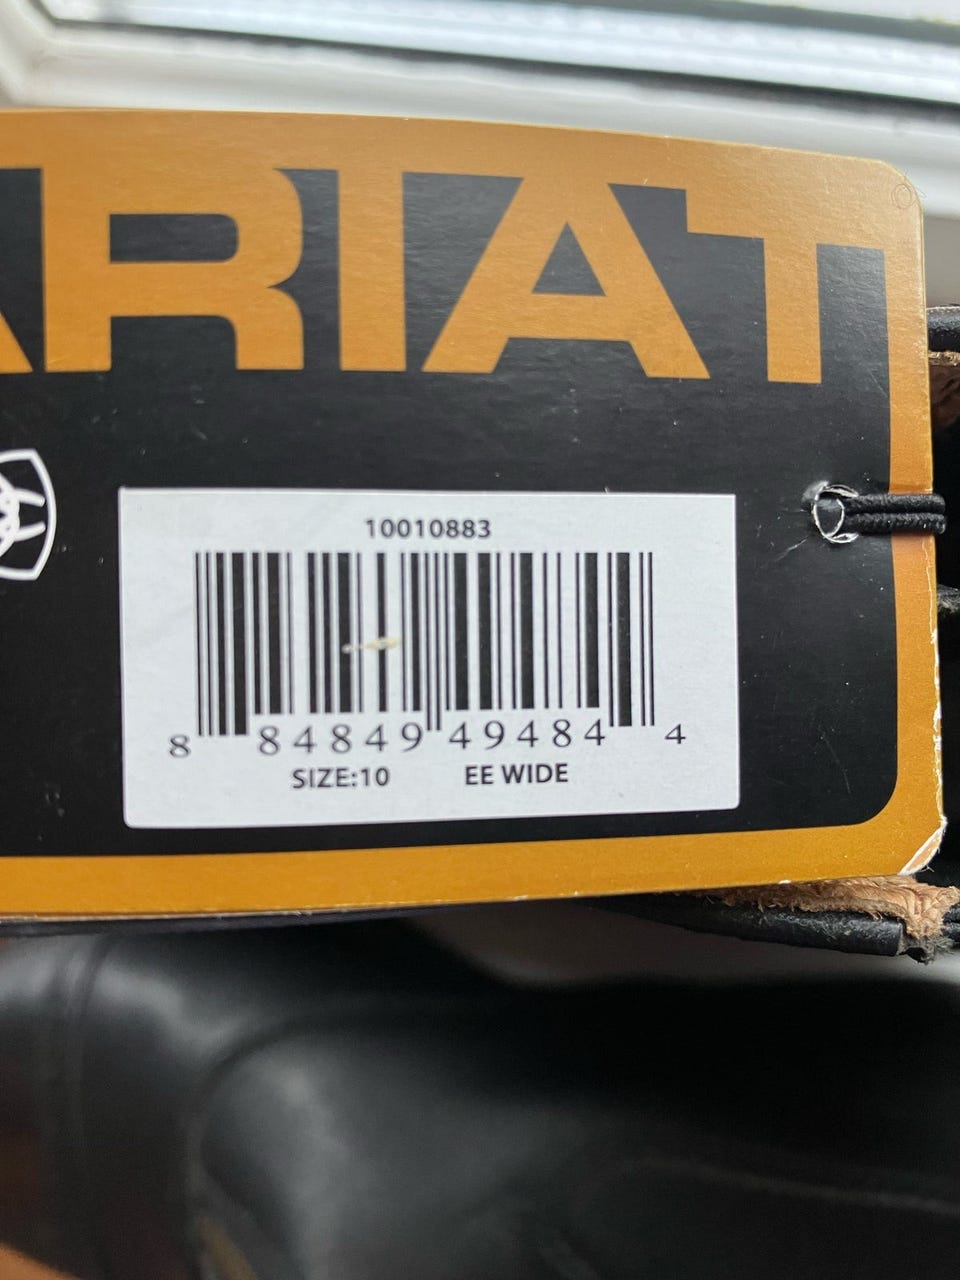 ARIAT
10010883
8 84849 49484 4
SIZE:10 EE WIDE